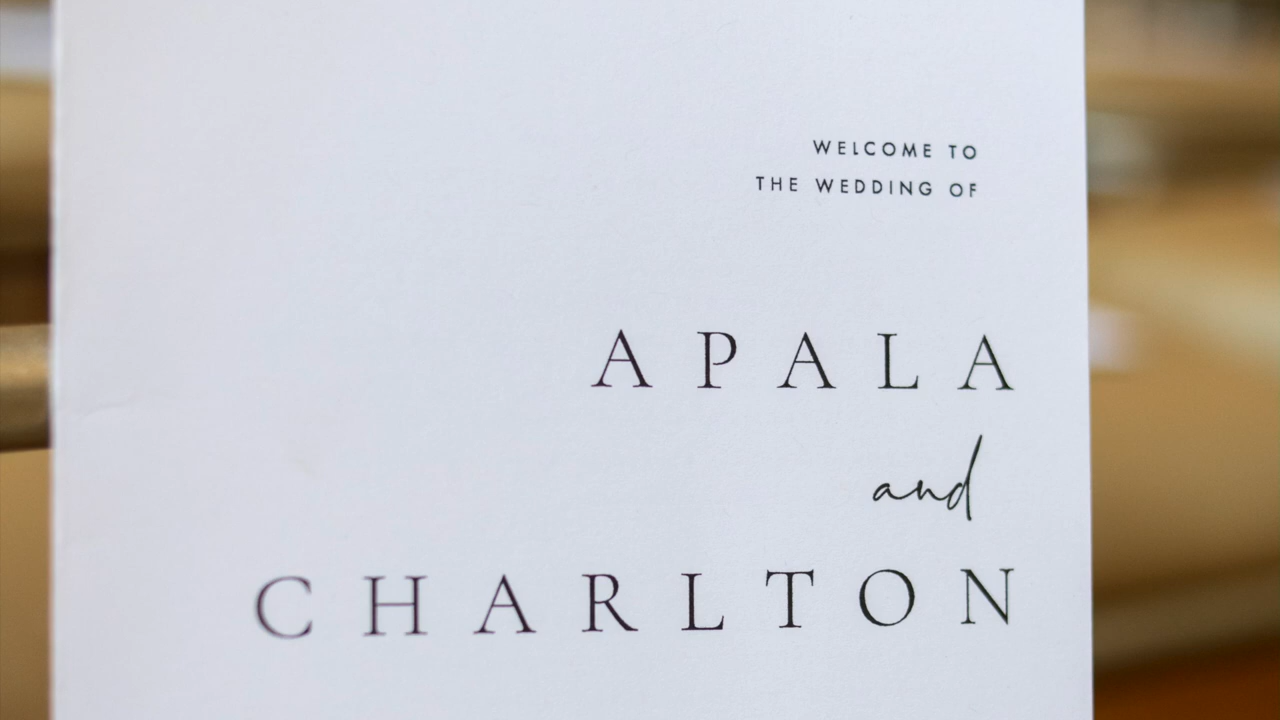 WELCOME TO
THE WEDDING OF
APALA
and
CHARLTON